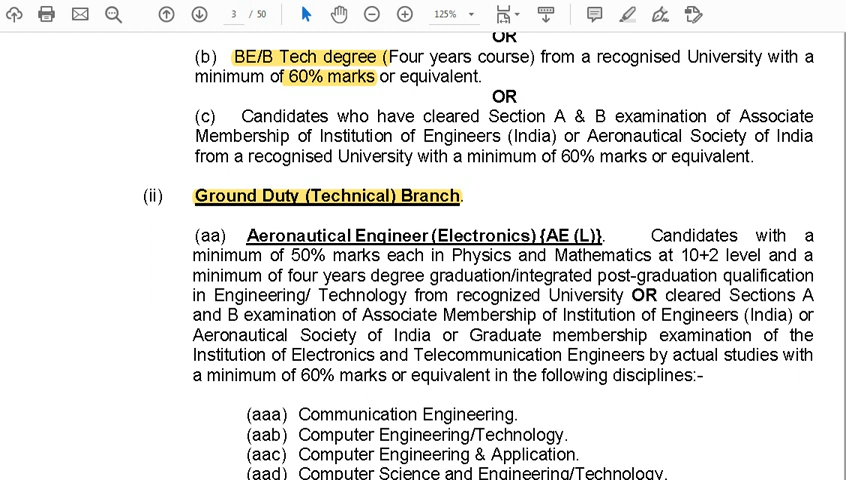 3 / 50
125%
OR
(b) BE/B Tech degree (Four years course) from a recognised University with a
minimum of 60% marks or equivalent.
OR
(c) Candidates who have cleared Section A & B examination of Associate
Membership of Institution of Engineers (India) or Aeronautical Society of India
from a recognised University with a minimum of 60% marks or equivalent.
(ii) Ground Duty (Technical) Branch.
(aa) Aeronautical Engineer (Electronics) {AE (L)}. Candidates with a
minimum of 50% marks each in Physics and Mathematics at 10+2 level and a
minimum of four years degree graduation/integrated post-graduation qualification
in Engineering/ Technology from recognized University OR cleared Sections A
and B examination of Associate Membership of Institution of Engineers (India) or
Aeronautical Society of India or Graduate membership examination of the
Institution of Electronics and Telecommunication Engineers by actual studies with
a minimum of 60% marks or equivalent in the following disciplines:-
(aaa) Communication Engineering.
(aab) Computer Engineering/Technology.
(aac) Computer Engineering & Application.
(aad) Computer Science and Engineering/Technology.